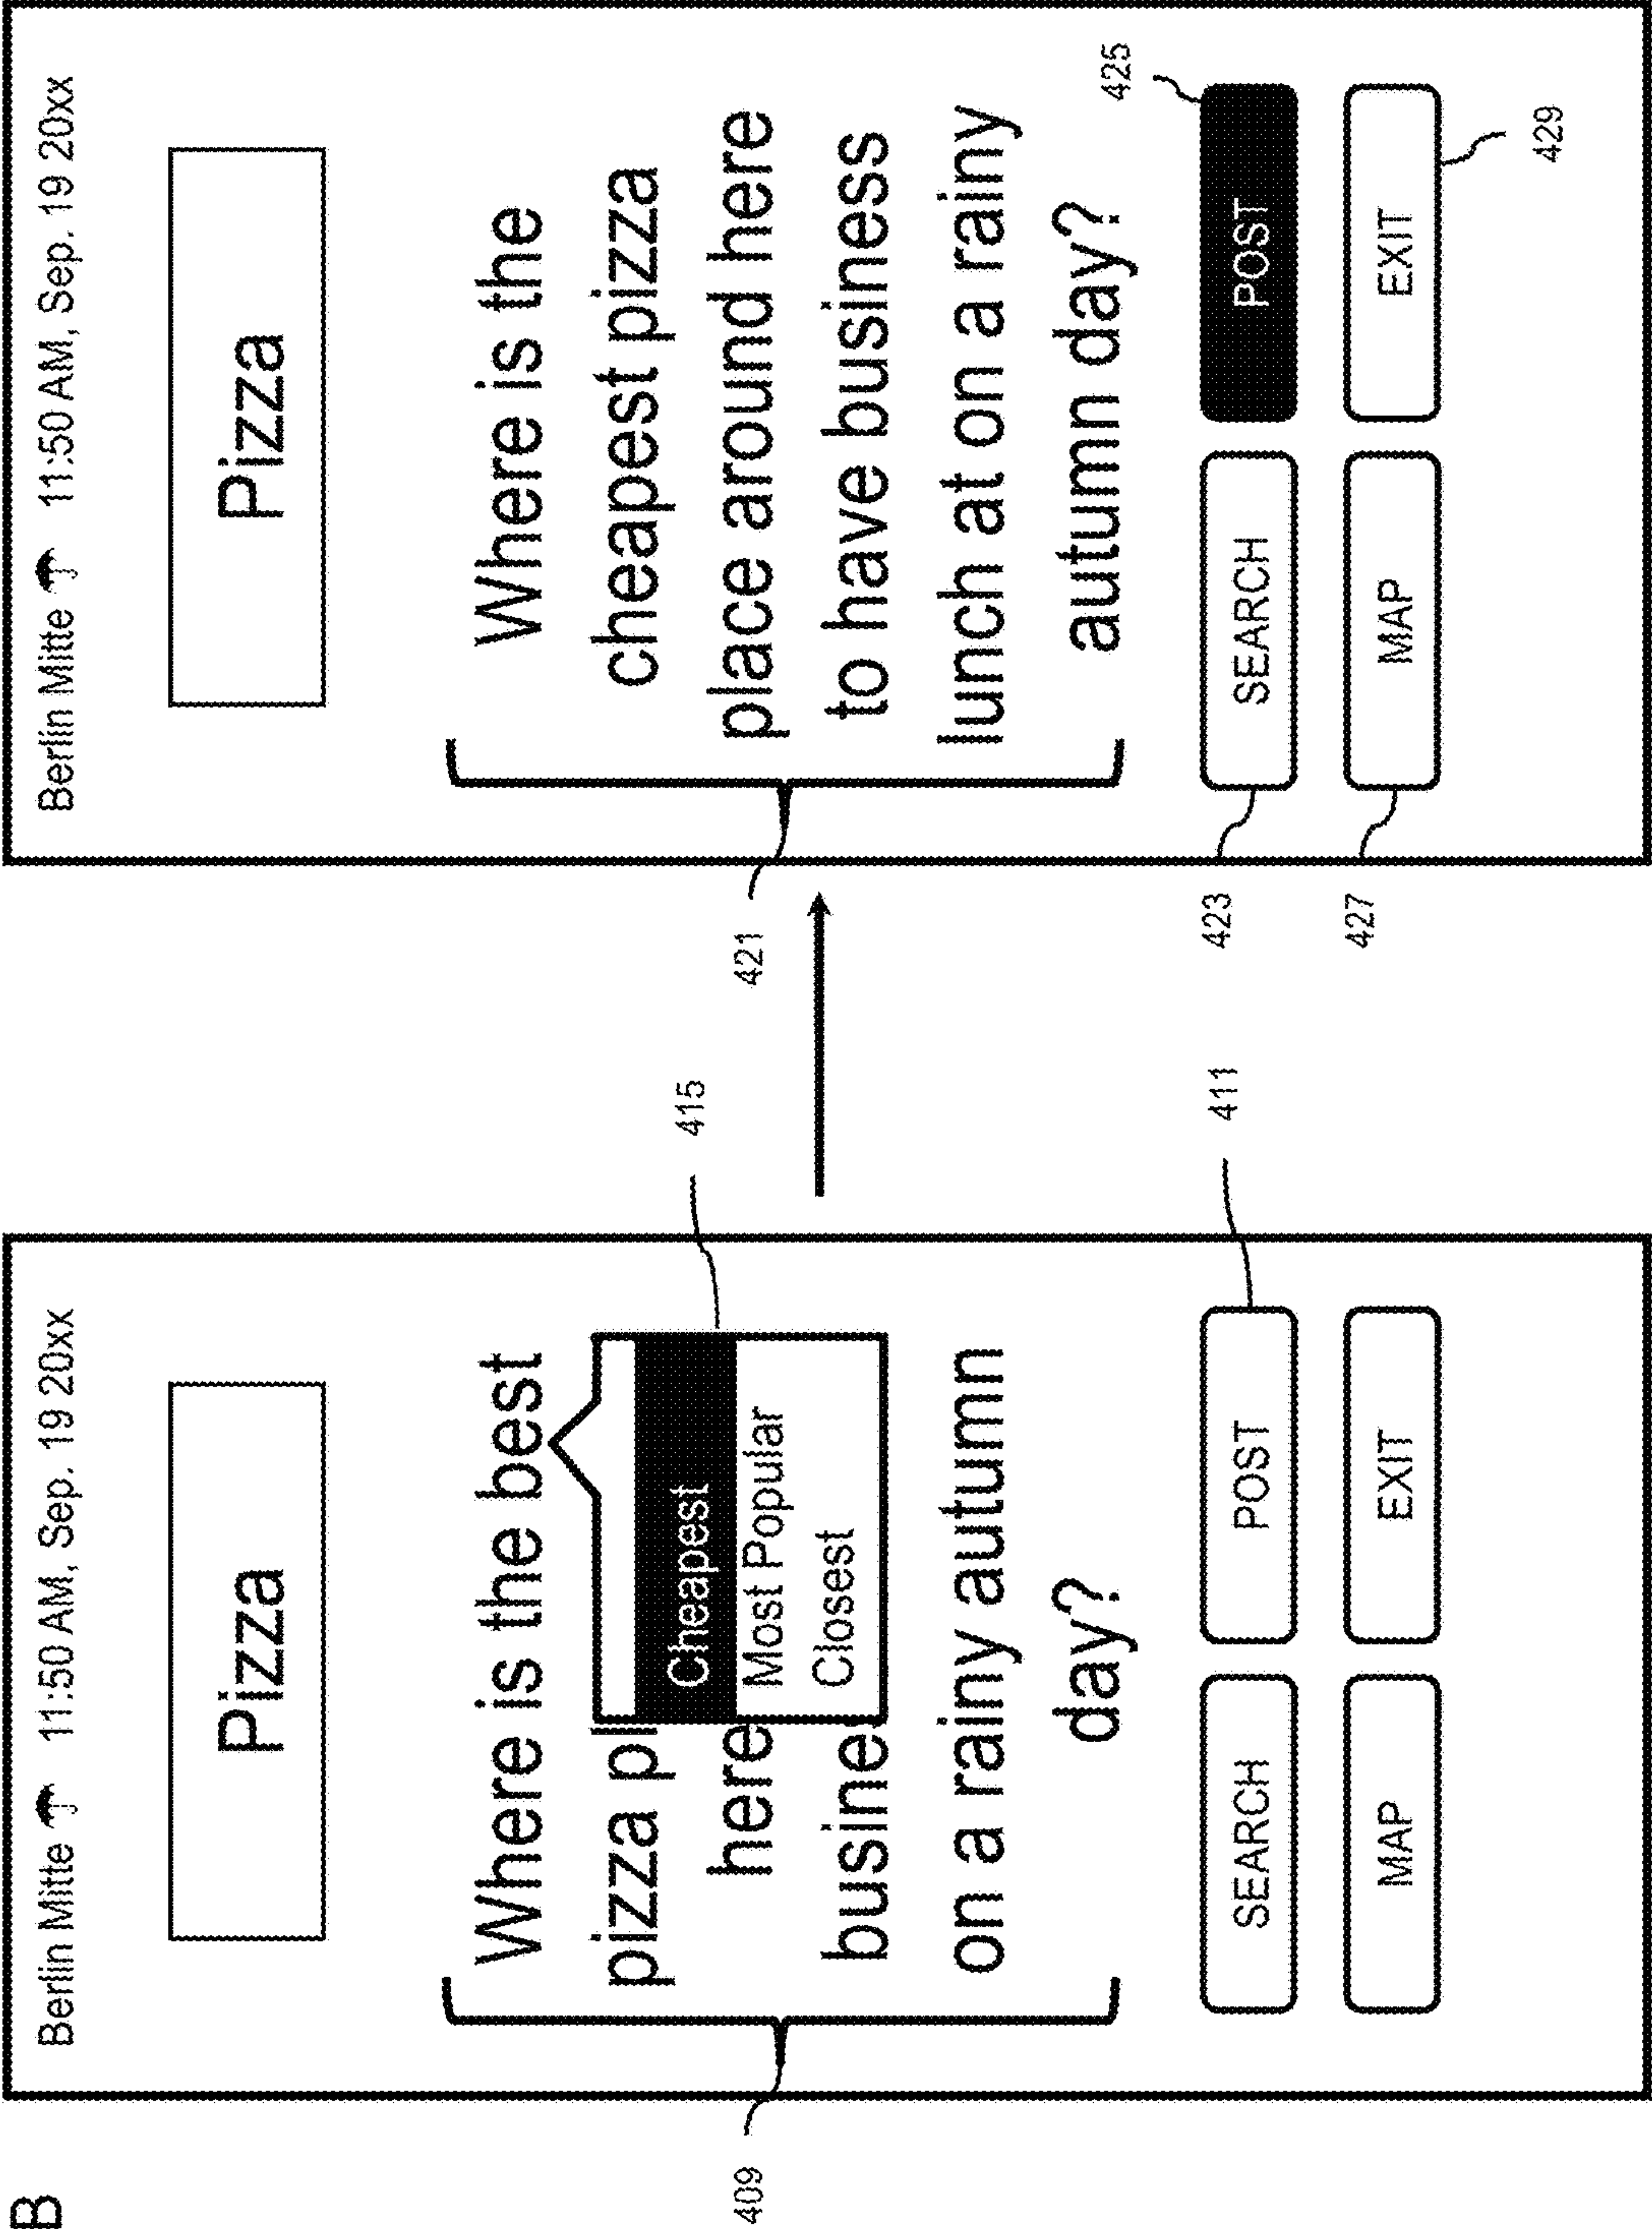 B
Berlin Mitte 11:50 AM, Sep. 19 20xx
Pizza
Where is the best
pizza pl
here
busine
on a rainy autumn
day?
Cheapest
Most Popular
Closest
SEARCH
POST
MAP
EXIT
409
415
411
Berlin Mitte 11:50 AM, Sep. 19 20xx
Pizza
Where is the
cheapest pizza
place around here
to have business
lunch at on a rainy
autumn day?
SEARCH
POST
MAP
EXIT
421
423
427
425
429